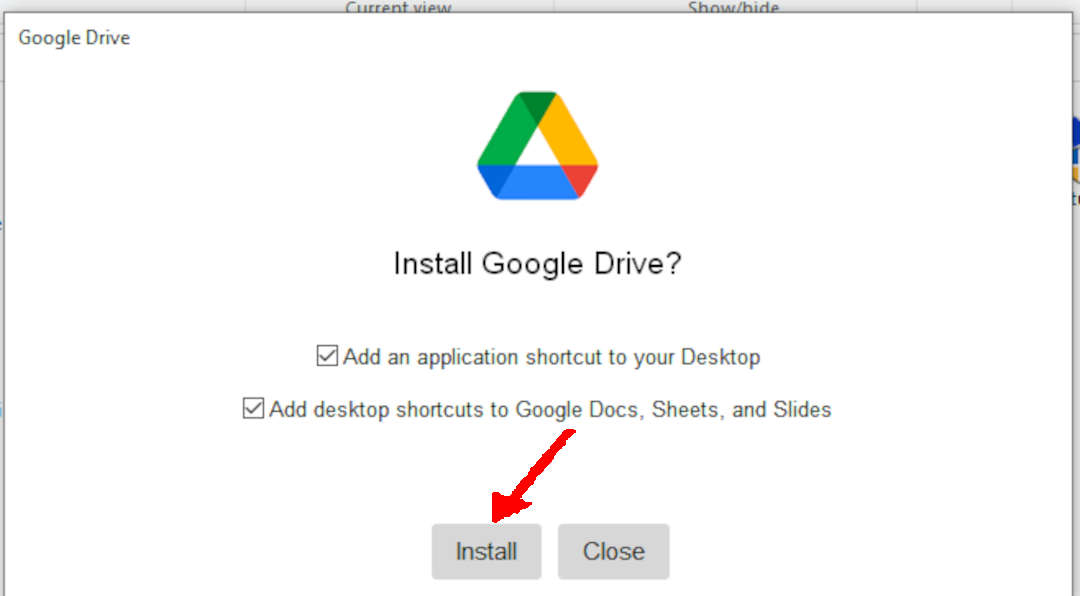 Current view Show/hide
Google Drive
Install Google Drive?
Add an application shortcut to your Desktop
Add desktop shortcuts to Google Docs, Sheets, and Slides
Install Close